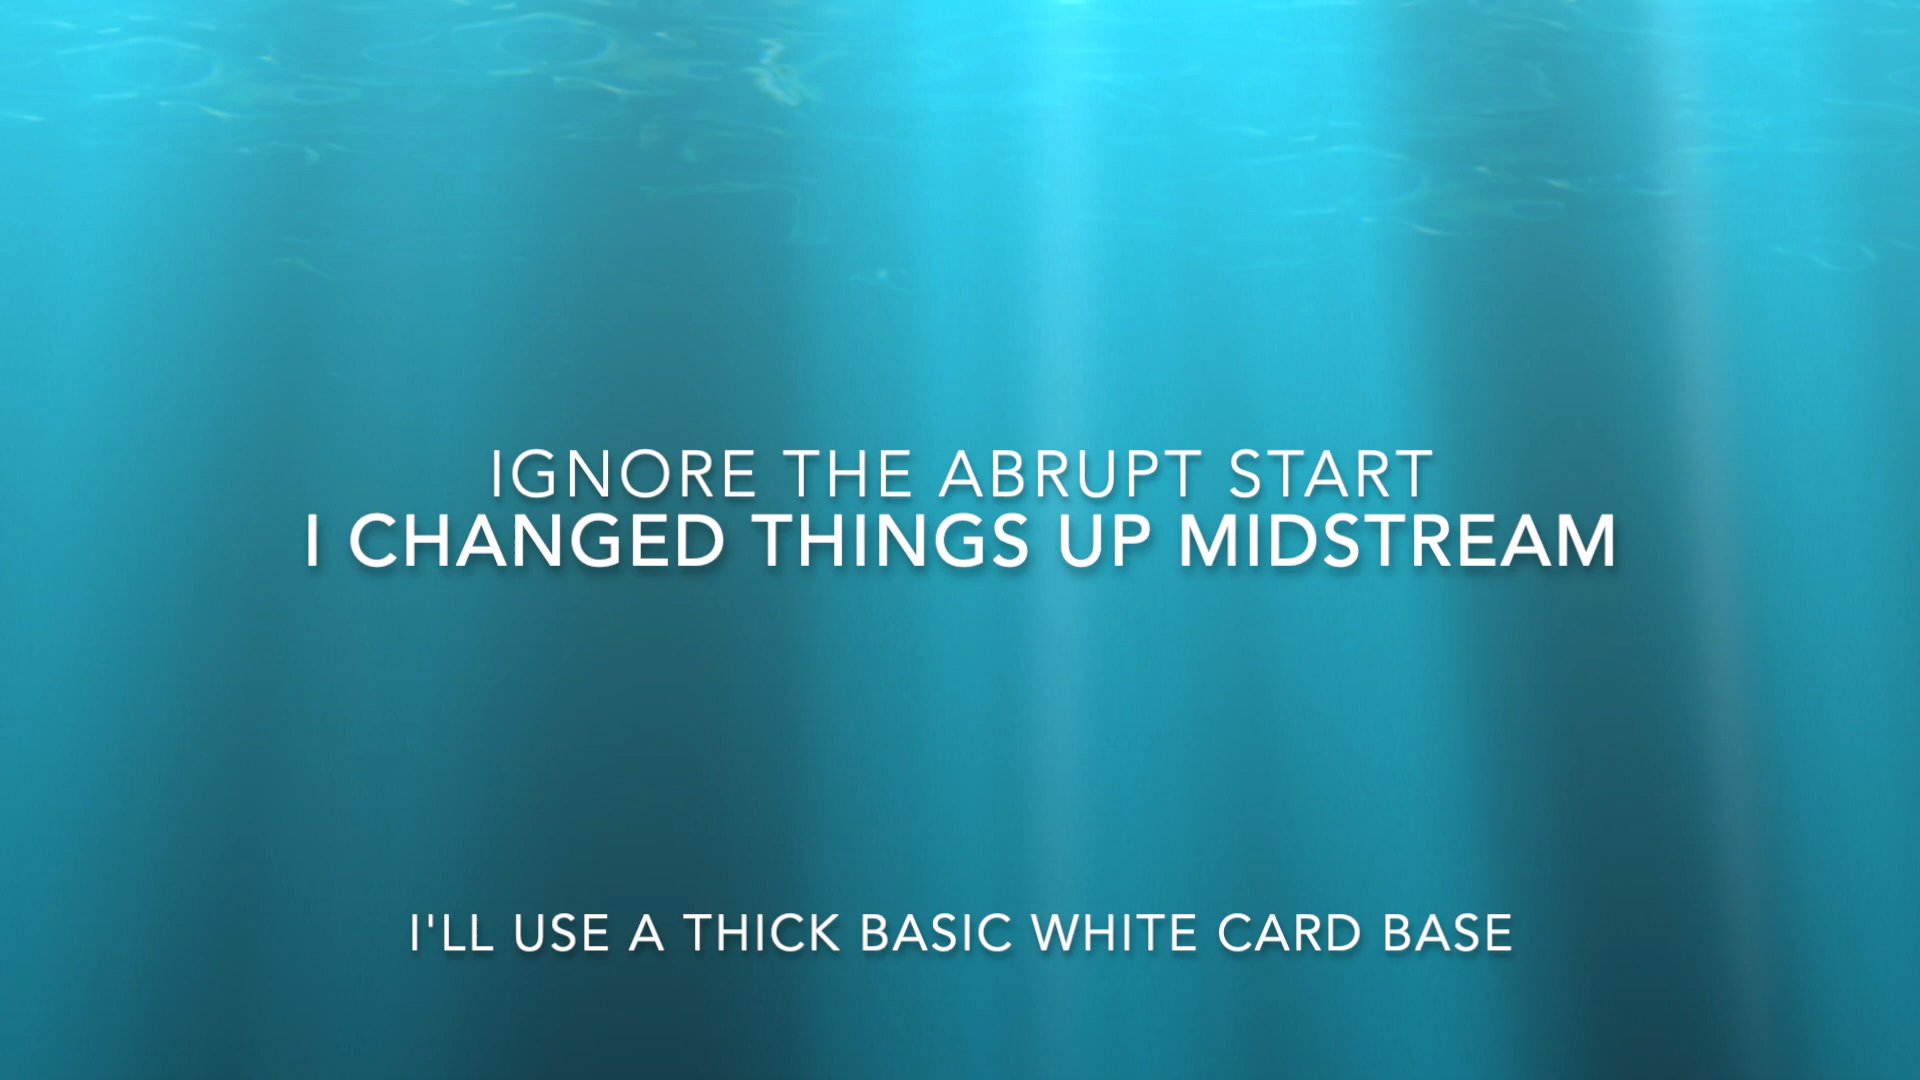 IGNORE THE ABRUPT START
I CHANGED THINGS UP MIDSTREAM
I'LL USE A THICK BASIC WHITE CARD BASE